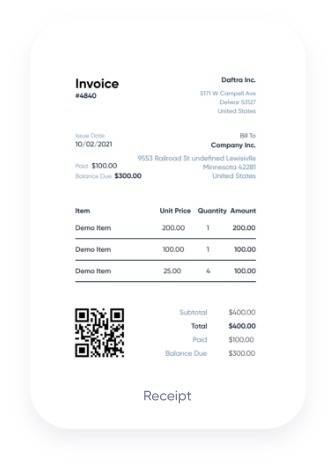 Invoice
#4840
Daftra Inc.
5171 W Campell Ave
Delwar 53127
United States
Issue Date
10/02/2021
Paid $100.00
Balance Due $300.00
Bill To
Company Inc.
9553 Railroad St undefined Lewisivlle
Minnesota 42281
United States
Item Unit Price Quantity Amount
Demo Item 200.00 1 200.00
Demo Item 100.00 1 100.00
Demo Item 25.00 4 100.00
Subtotal $400.00
Total $400.00
Paid $100.00
Balance Due $300.00
Receipt